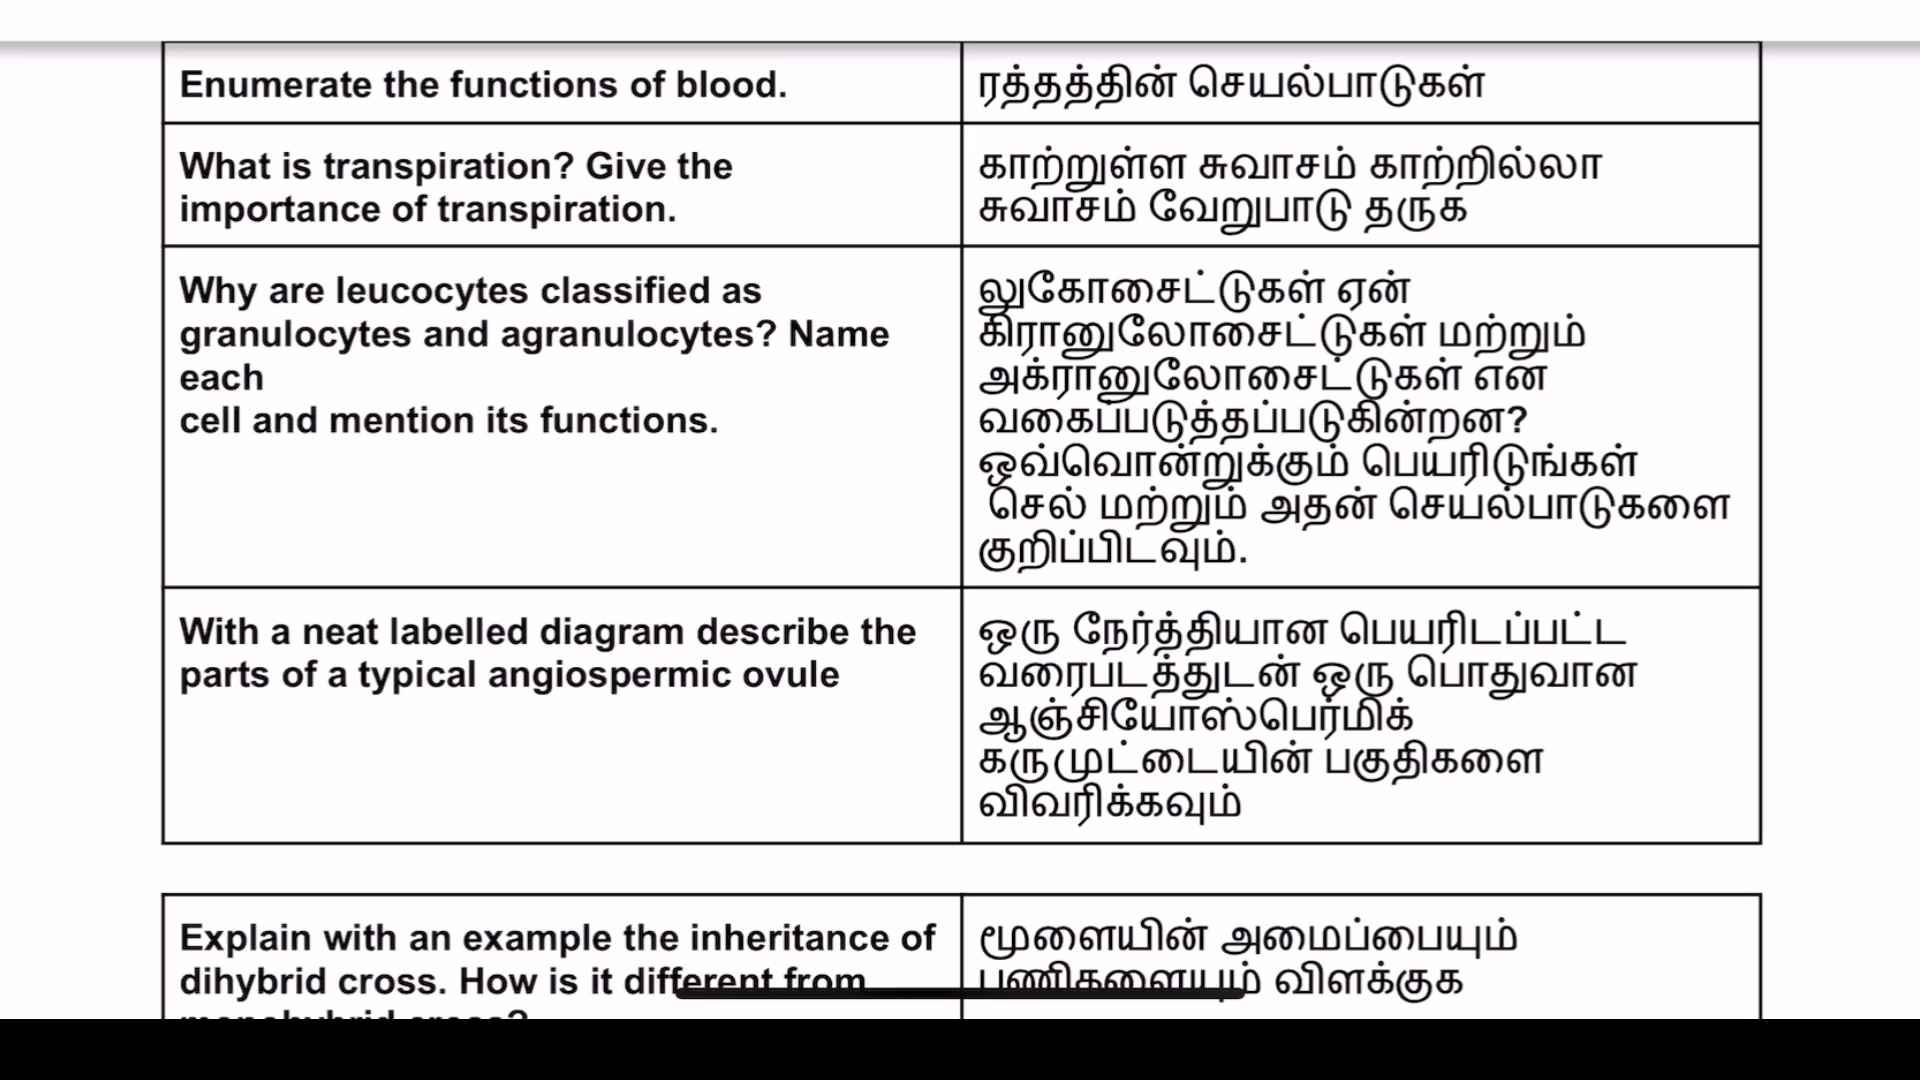 Enumerate the functions of blood.
ரத்தத்தின் செயல்பாடுகள்
What is transpiration? Give the
importance of transpiration.
காற்றுள்ள சுவாசம் காற்றில்லா
சுவாசம் வேறுபாடு தருக
Why are leucocytes classified as
granulocytes and agranulocytes? Name
each
cell and mention its functions.
லுகோசைட்டுகள் ஏன்
கிரானுலோசைட்டுகள் மற்றும்
அக்ரானுலோசைட்டுகள் என
வகைப்படுத்தப்படுகின்றன?
ஒவ்வொன்றுக்கும் பெயரிடுங்கள்
செல் மற்றும் அதன் செயல்பாடுகளை
குறிப்பிடவும்.
With a neat labelled diagram describe the
parts of a typical angiospermic ovule
ஒரு நேர்த்தியான பெயரிடப்பட்ட
வரைபடத்துடன் ஒரு பொதுவான
ஆஞ்சியோஸ்பெர்மிக்
கருமுட்டையின் பகுதிகளை
விவரிக்கவும்
Explain with an example the inheritance of
dihybrid cross. How is it different from
மூளையின் அமைப்பையும்
பணிகளையும் விளக்குக